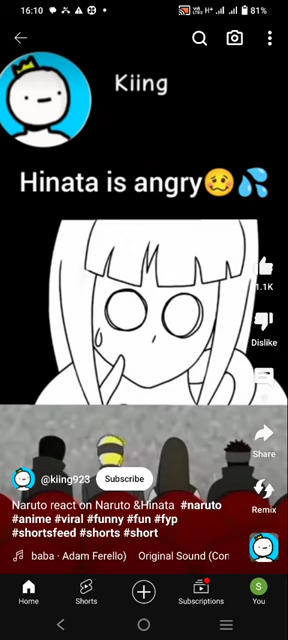 16:10
81%
Kiing
Hinata is angry🥴💦
1.1K
Dislike
Share
@kiing923
Subscribe
Remix
Naruto react on Naruto &Hinata #naruto
#anime #viral #funny #fun #fyp
#shortsfeed #shorts #short
baba · Adam Ferello) Original Sound (Con
Home
Shorts
Subscriptions
S
You